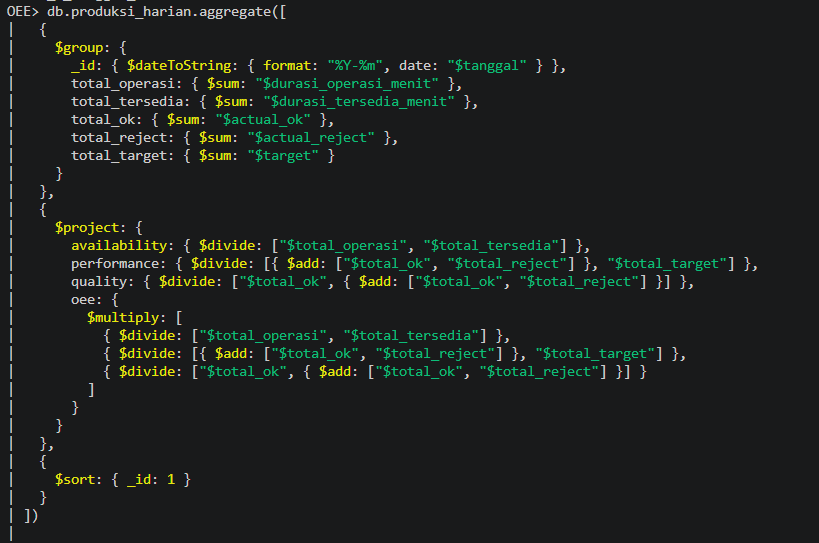 OEE> db.produksi_harian.aggregate([
|   {
|     $group: {
|       _id: { $dateToString: { format: "%Y-%m", date: "$tanggal" } },
|       total_operasi: { $sum: "$durasi_operasi_menit" },
|       total_tersedia: { $sum: "$durasi_tersedia_menit" },
|       total_ok: { $sum: "$actual_ok" },
|       total_reject: { $sum: "$actual_reject" },
|       total_target: { $sum: "$target" }
|     }
|   },
|   {
|     $project: {
|       availability: { $divide: ["$total_operasi", "$total_tersedia"] },
|       performance: { $divide: [{ $add: ["$total_ok", "$total_reject"] }, "$total_target"] },
|       quality: { $divide: ["$total_ok", { $add: ["$total_ok", "$total_reject"] }] },
|       oee: {
|         $multiply: [
|           { $divide: ["$total_operasi", "$total_tersedia"] },
|           { $divide: [{ $add: ["$total_ok", "$total_reject"] }, "$total_target"] },
|           { $divide: ["$total_ok", { $add: ["$total_ok", "$total_reject"] }] }
|         ]
|       }
|     }
|   },
|   {
|     $sort: { _id: 1 }
|   }
| ])
|